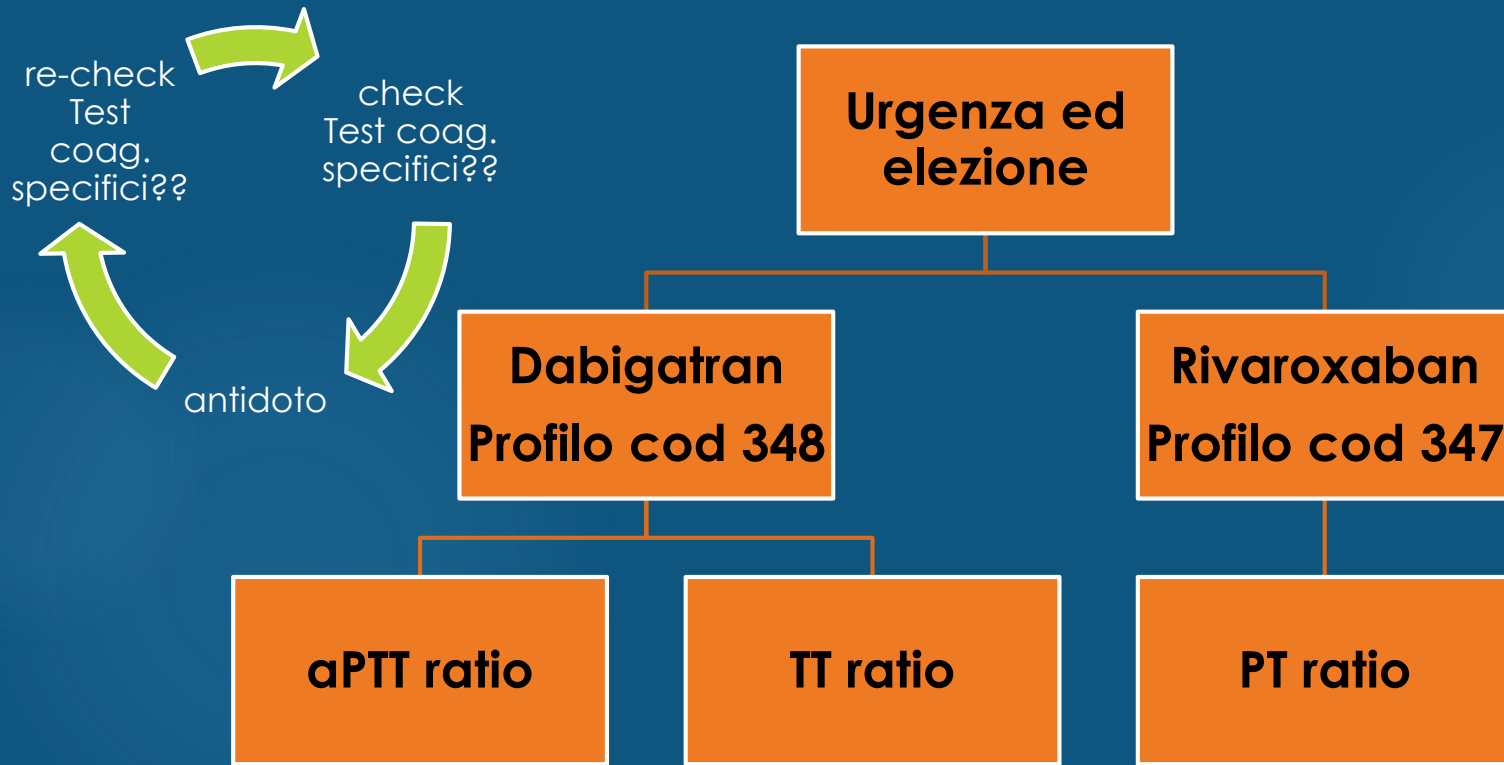 re-check
Test
coag.
specifici??
check
Test coag.
specifici??
antidoto
Urgenza ed
elezione
Dabigatran
Profilo cod 348
Rivaroxaban
Profilo cod 347
aPTT ratio
TT ratio
PT ratio